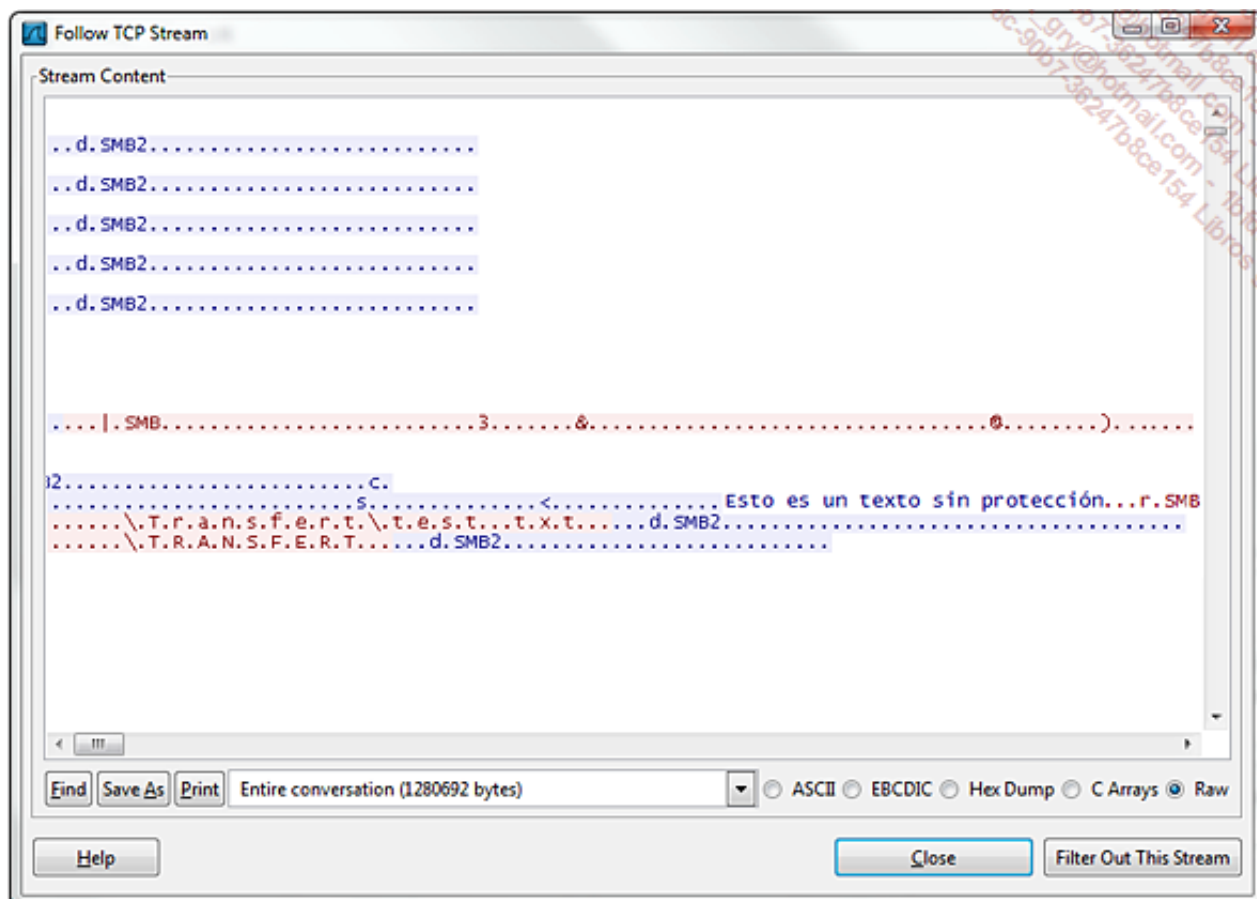 Follow TCP Stream
Stream Content
..d.SMB2...........................
..d.SMB2...........................
..d.SMB2...........................
..d.SMB2...........................
..d.SMB2...........................
....|.SMB..........................3.......&.................................@........).......
32.........................c.
.........................s..............<.............. Esto es un texto sin protección...r.SMB
......\.T.r.a.n.s.f.e.r.t.\.t.e.s.t...t.x.t......d.SMB2......................................
......\.T.R.A.N.S.F.E.R.T......d.SMB2...........................
Find Save As Print Entire conversation (1280692 bytes) ASCII EBCDIC Hex Dump C Arrays Raw
Help Close Filter Out This Stream